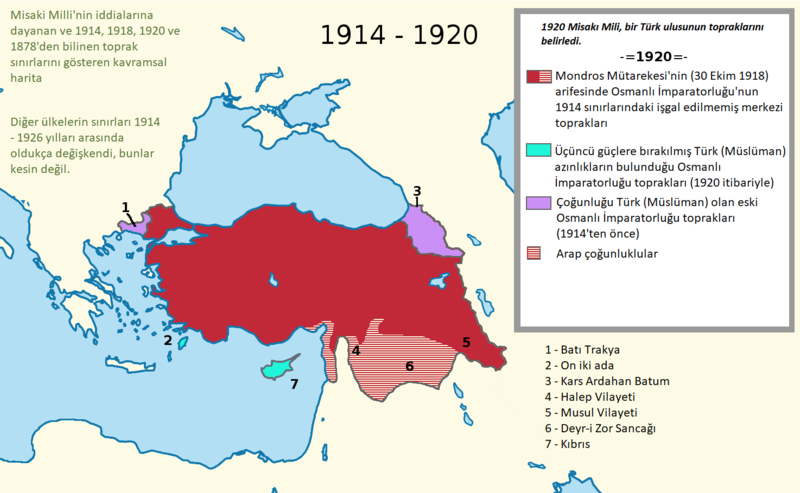 Misaki Milli'nin iddialarına
dayanan ve 1914, 1918, 1920 ve
1878'den bilinen toprak
sınırlarını gösteren kavramsal
harita
Diğer ülkelerin sınırları 1914
- 1926 yılları arasında
oldukça değişkendi, bunlar
kesin değil.
1914 - 1920
1920 Misakı Mili, bir Türk ulusunun topraklarını
belirledi.
-=1920=-
Mondros Mütarekesi'nin (30 Ekim 1918)
arifesinde Osmanlı İmparatorluğu'nun
1914 sınırlarındaki işgal edilmemiş merkezi
toprakları
Üçüncü güçlere bırakılmış Türk (Müslüman)
azınlıkların bulunduğu Osmanlı
İmparatorluğu toprakları (1920 itibariyle)
Çoğunluğu Türk (Müslüman) olan eski
Osmanlı İmparatorluğu toprakları
(1914'ten önce)
Arap çoğunluklular
1
3
2
7
4
5
6
1 - Batı Trakya
2 - On iki ada
3 - Kars Ardahan Batum
4 - Halep Vilayeti
5 - Musul Vilayeti
6 - Deyr-i Zor Sancağı
7 - Kıbrıs